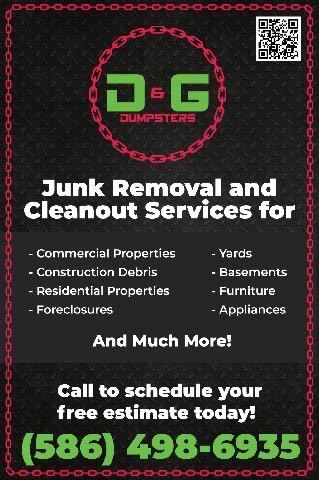 D & G
DUMPSTERS
Junk Removal and
Cleanout Services for
- Commercial Properties
- Construction Debris
- Residential Properties
- Foreclosures
- Yards
- Basements
- Furniture
- Appliances
And Much More!
Call to schedule your
free estimate today!
(586) 498-6935